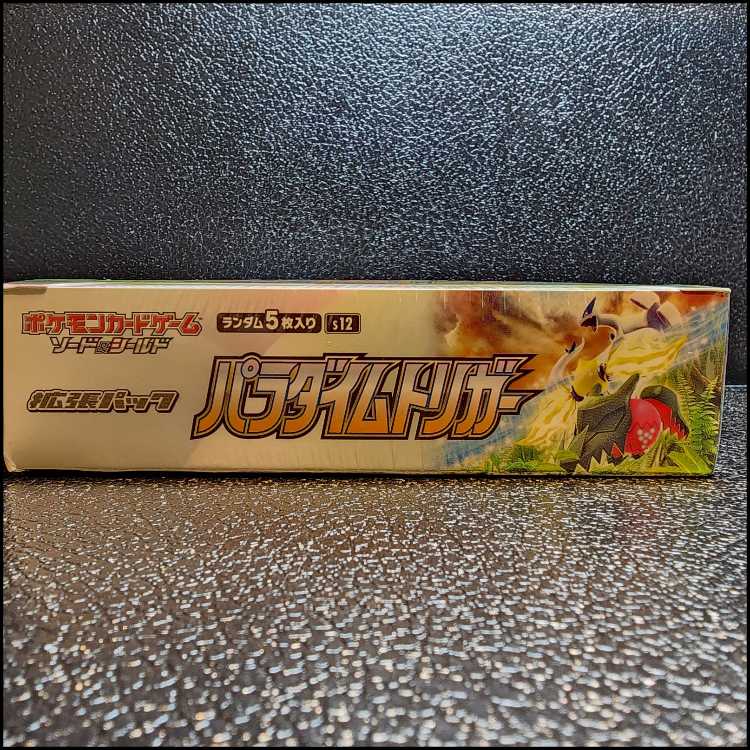 ポケモンカードゲーム
ソード&シールド
ランダム5枚入り s12
拡張パック
パラダイムトリガー